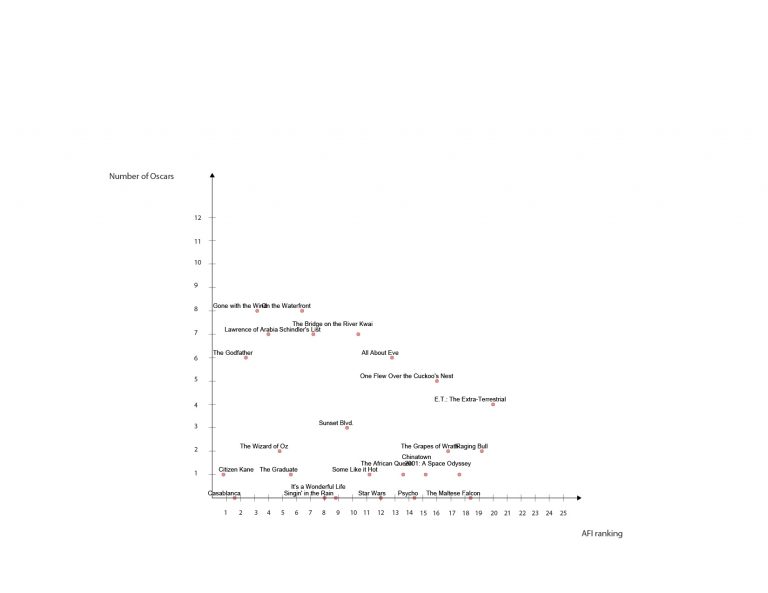 Number of Oscars
12
11
10
9
8
Gone with the Wind On the Waterfront
The Bridge on the River Kwai
7
Lawrence of Arabia Schindler's List
6
The Godfather
All About Eve
5
One Flew Over the Cuckoo's Nest
E.T.: The Extra-Terrestrial
4
3
Sunset Blvd.
2
The Wizard of Oz
The Grapes of Wrath Raging Bull
Chinatown
The African Queen 2001: A Space Odyssey
1
Citizen Kane The Graduate Some Like it Hot
It's a Wonderful Life
Casablanca Singin' in the Rain Star Wars Psycho The Maltese Falcon
1 2 3 4 5 6 7 8 9 10 11 12 13 14 15 16 17 18 19 20 21 22 23 24 25
AFI ranking